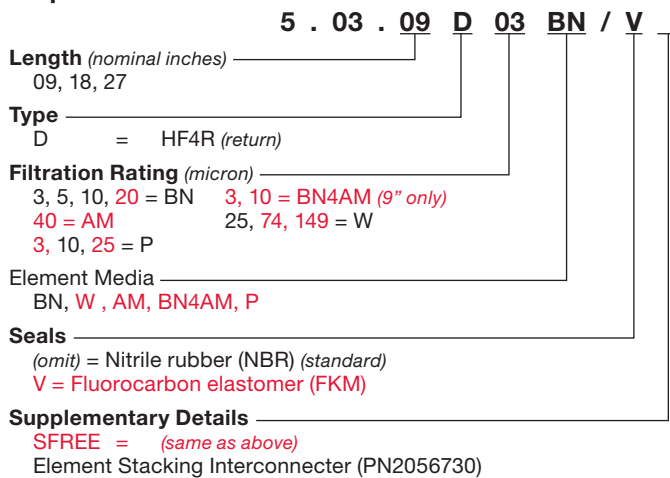 5 . 03 . 09 D 03 BN / V
Length (nominal inches)
09, 18, 27
Type
D = HF4R (return)
Filtration Rating (micron)
3, 5, 10, 20 = BN 3, 10 = BN4AM (9” only)
40 = AM 25, 74, 149 = W
3, 10, 25 = P
Element Media
BN, W , AM, BN4AM, P
Seals
(omit) = Nitrile rubber (NBR) (standard)
V = Fluorocarbon elastomer (FKM)
Supplementary Details
SFREE = (same as above)
Element Stacking Interconnecter (PN2056730)